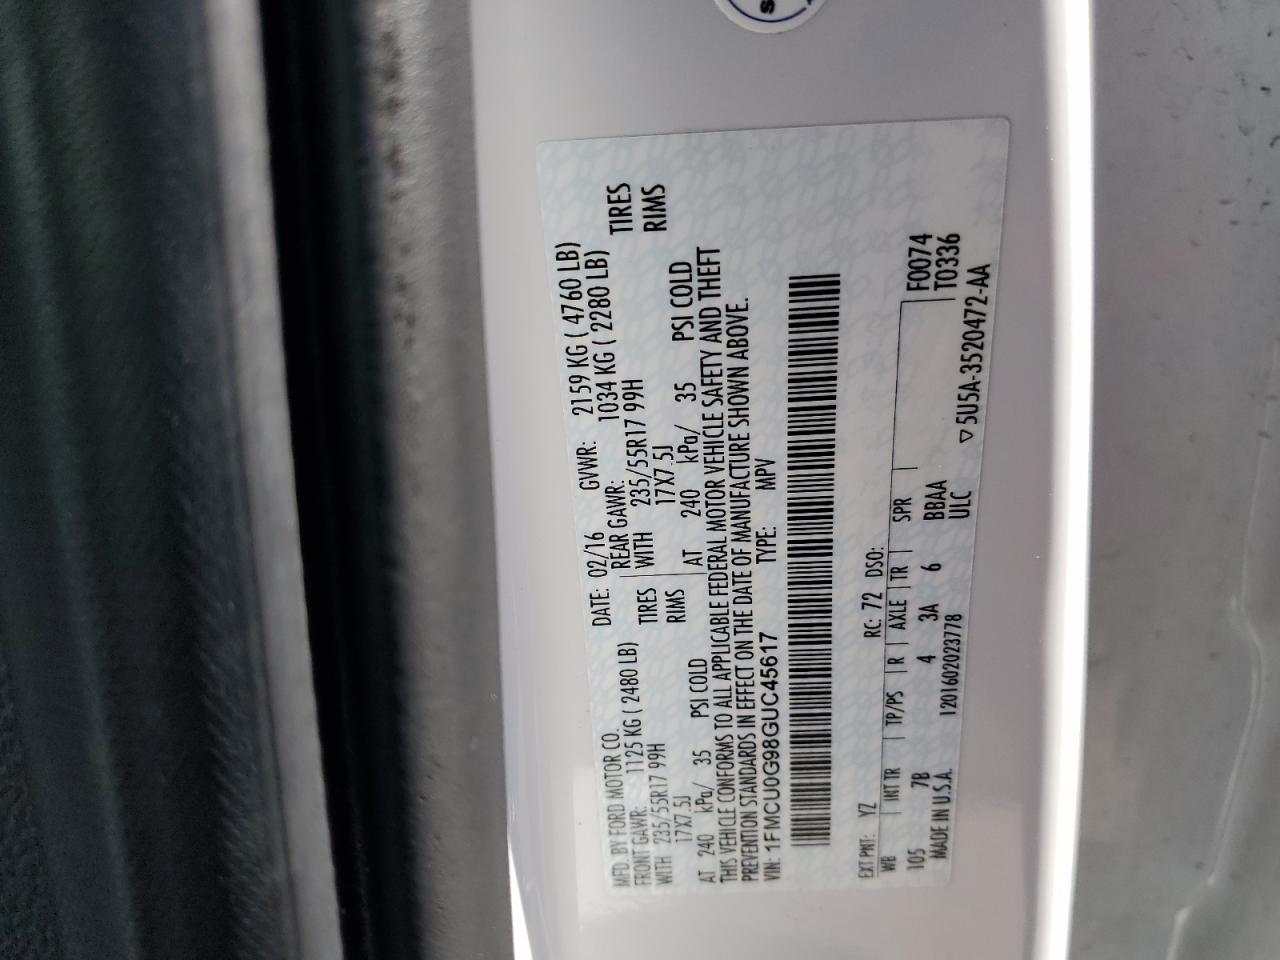 MFD. BY FORD MOTOR CO.
DATE: 02/16 GVWR: 2159 KG ( 4760 LB)
FRONT GAWR: 1125 KG ( 2480 LB) REAR GAWR: 1034 KG ( 2280 LB)
WITH 235/55R17 99H TIRES WITH 235/55R17 99H TIRES
17X7.5J RIMS 17X7.5J RIMS
AT 240 kPa/ 35 PSI COLD AT 240 kPa/ 35 PSI COLD
THIS VEHICLE CONFORMS TO ALL APPLICABLE FEDERAL MOTOR VEHICLE SAFETY AND THEFT
PREVENTION STANDARDS IN EFFECT ON THE DATE OF MANUFACTURE SHOWN ABOVE.
VIN: 1FMCU0G98GUC45617 TYPE: MPV
EXT PNT: YZ RC: 72 DSO:
WB INT TR TP/PS R AXLE TR SPR F0074
105 7B 4 3A 6 BBAA T0336
MADE IN U.S.A. 1201602023778 ULC
▽5U5A-3520472-AA